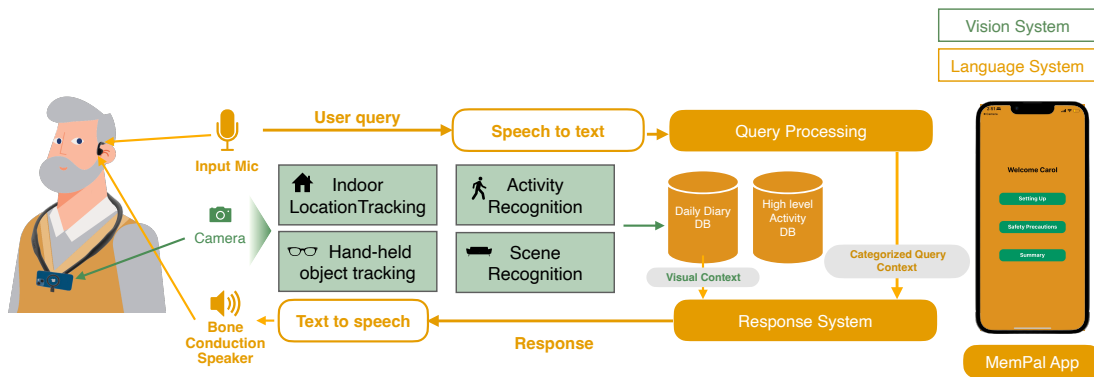 Vision System
Language System
User query
Speech to text
Query Processing
Input Mic
Indoor
LocationTracking
Activity
Recognition
Camera
Hand-held
object tracking
Scene
Recognition
Daily Diary
DB
High level
Activity
DB
Visual Context
Categorized Query
Context
Bone
Conduction
Speaker
Text to speech
Response
Response System
2:51
Welcome Carol
Setting Up
Safety Precautions
Summary
MemPal App